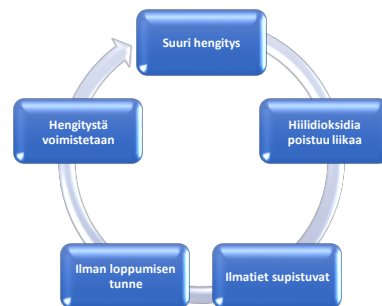 Suuri hengitys
Hiilidioksidia
poistuu liikaa
Ilmatiet supistuvat
Ilman loppumisen
tunne
Hengitystä
voimistetaan